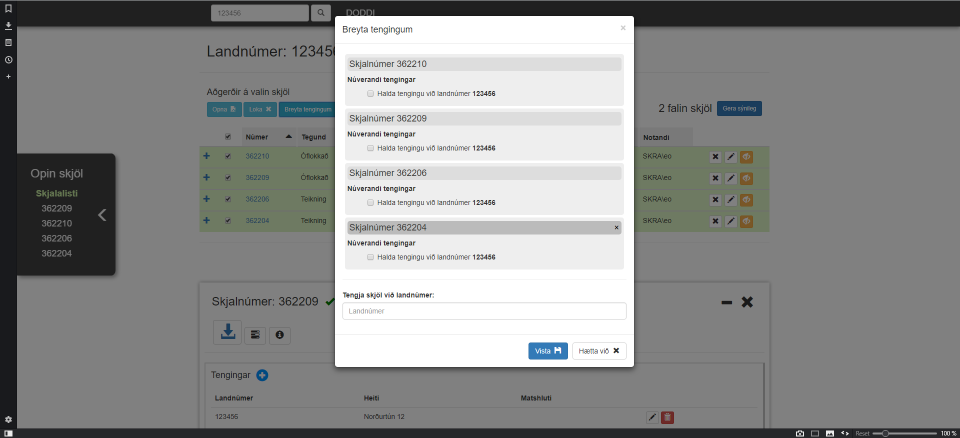 123456
DODDI
Landnúmer: 123456
Aðgerðir á valin skjöl
Opna
Loka
Breyta tengingum
2 falin skjöl
Gera sýnileg
Númer
Tegund
Notandi
362210
Óflokkað
SKRA\eo
362209
Óflokkað
SKRA\eo
362206
Teikning
SKRA\eo
362204
Teikning
SKRA\eo
Opin skjöl
Skjalalisti
362209
362210
362206
362204
Breyta tengingum
×
Skjalnúmer 362210
Núverandi tengingar
Halda tengingu við landnúmer 123456
Skjalnúmer 362209
Núverandi tengingar
Halda tengingu við landnúmer 123456
Skjalnúmer 362206
Núverandi tengingar
Halda tengingu við landnúmer 123456
Skjalnúmer 362204
Núverandi tengingar
Halda tengingu við landnúmer 123456
Tengja skjöl við landnúmer:
Landnúmer
Vista
Hætta við
Skjalnúmer: 362209
Tengingar
Landnúmer
Heiti
Matshluti
123456
Norðurtún 12
Reset
100 %